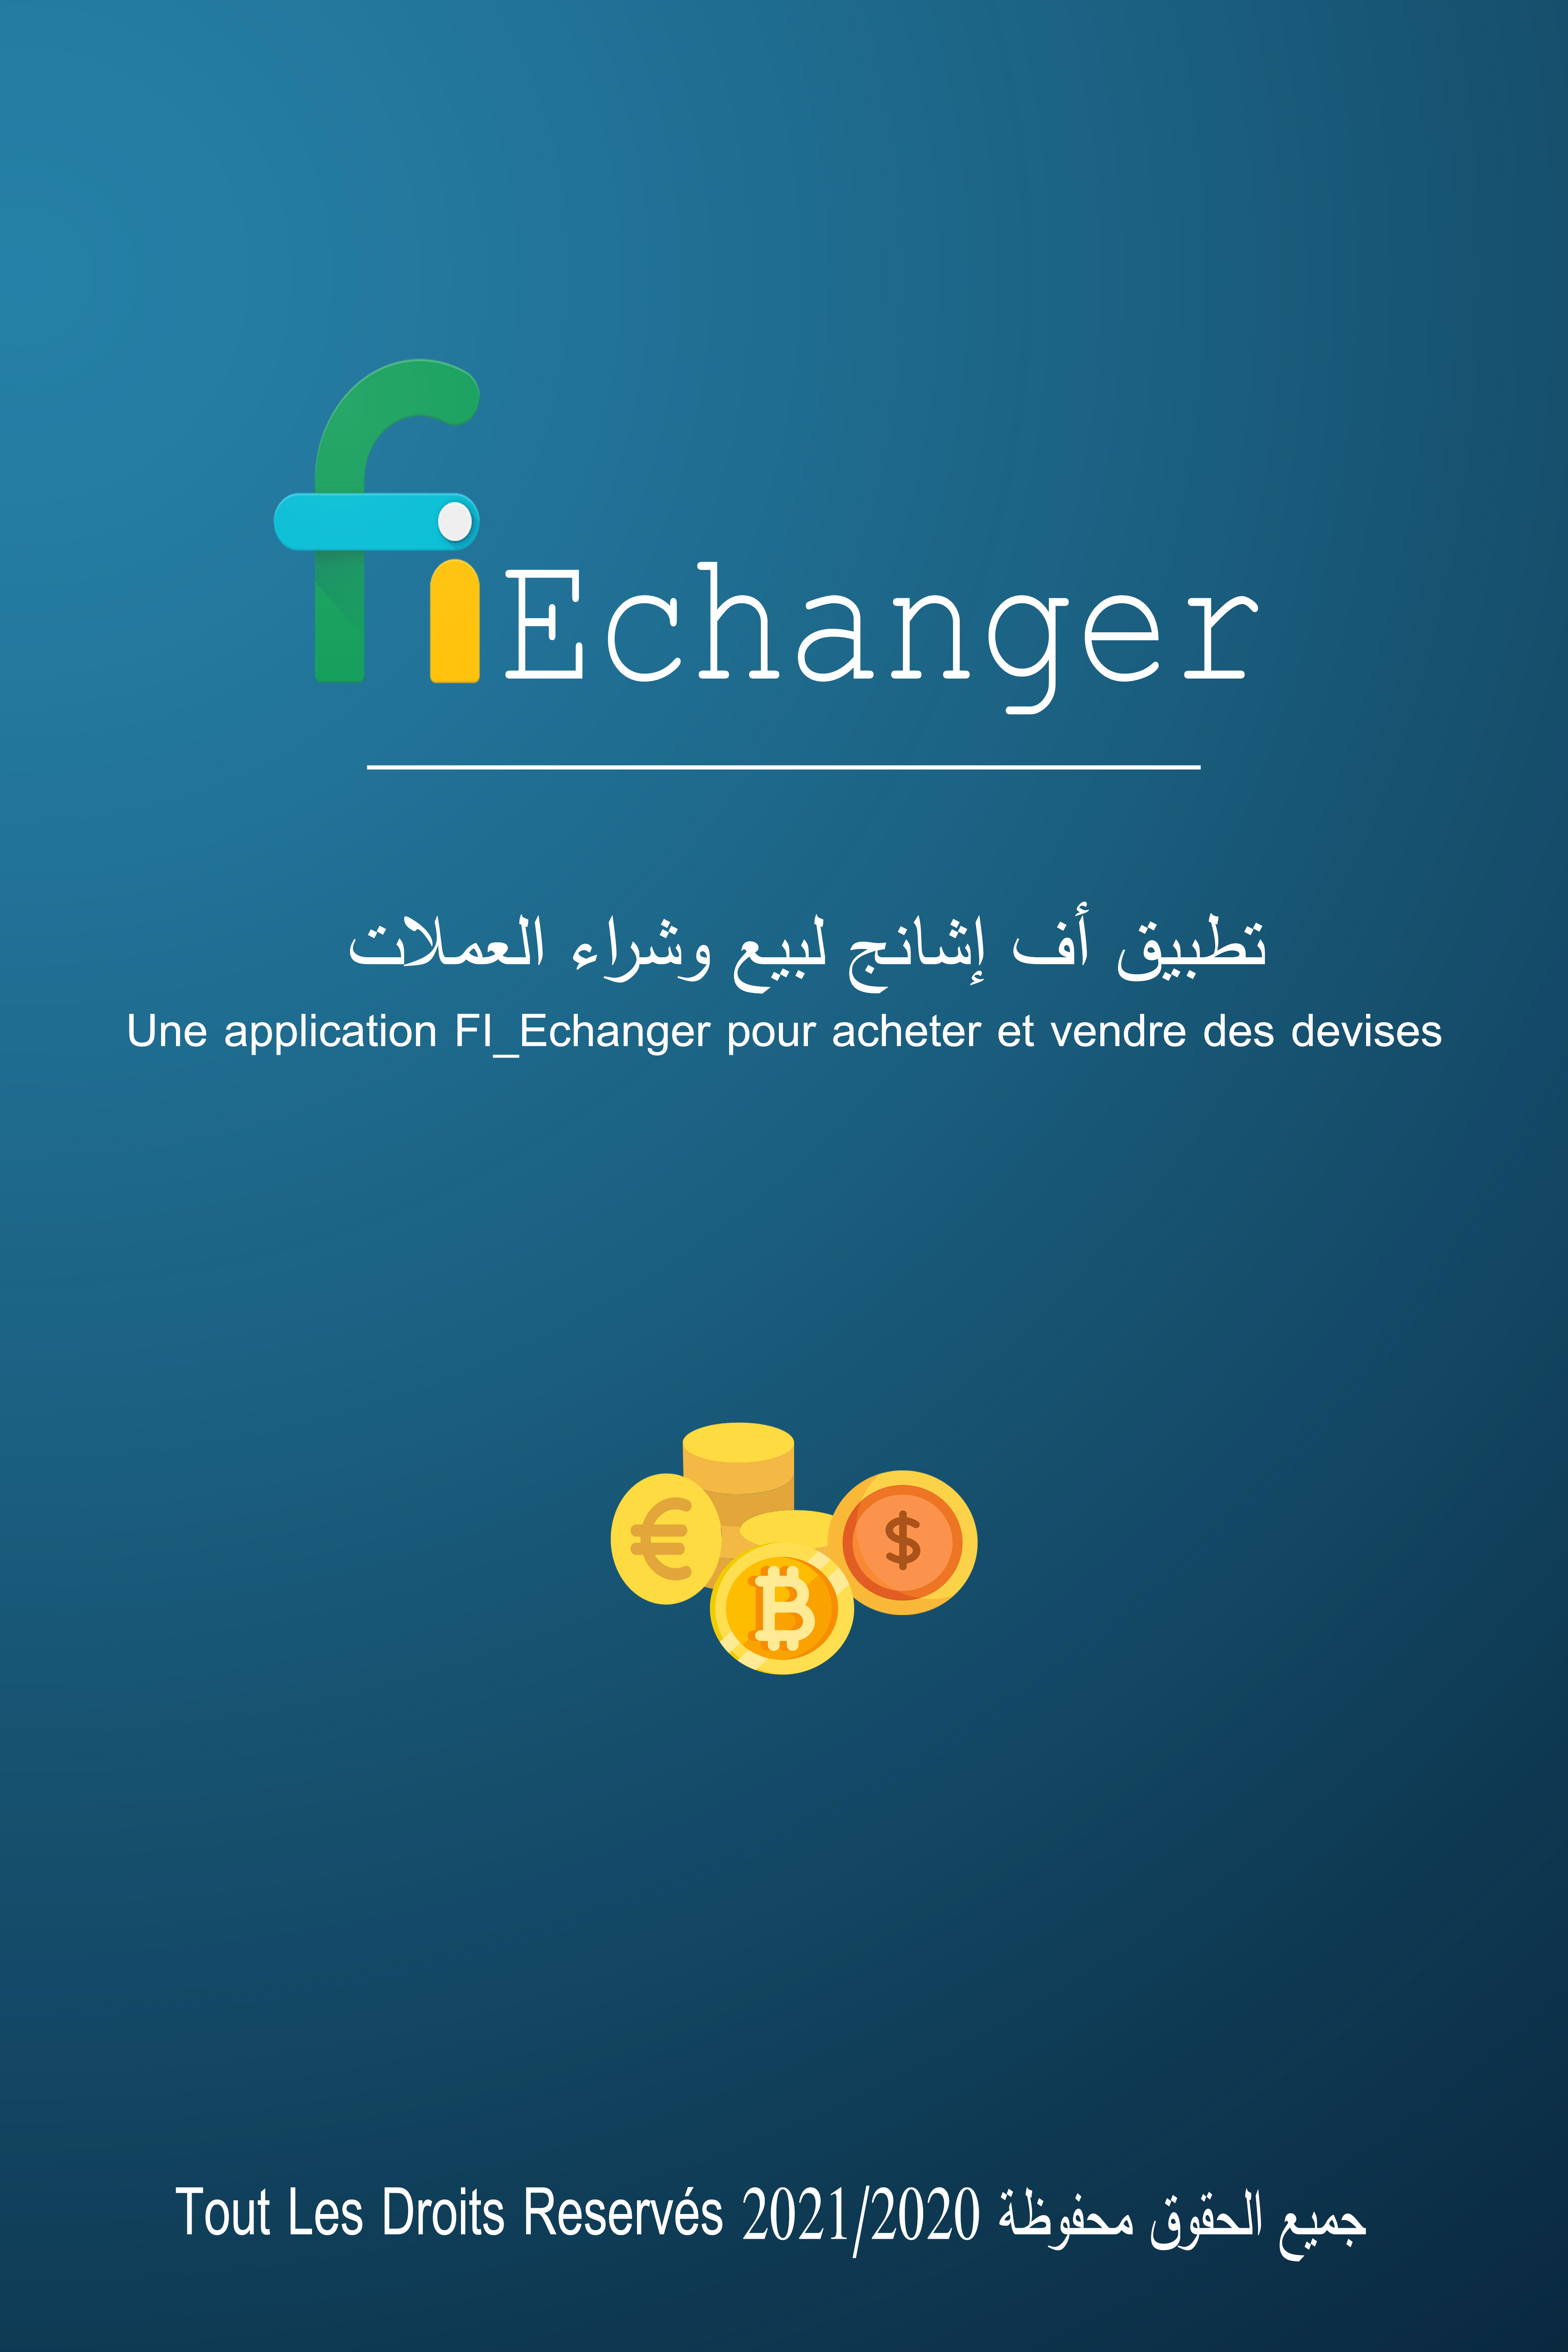 fiEchanger
تطبيق أف إشانج لبيع وشراء العملات
Une application FI_Echanger pour acheter et vendre des devises
€
$
B
Tout Les Droits Reservés 2021/2020 جميع الحقوق محفوظة